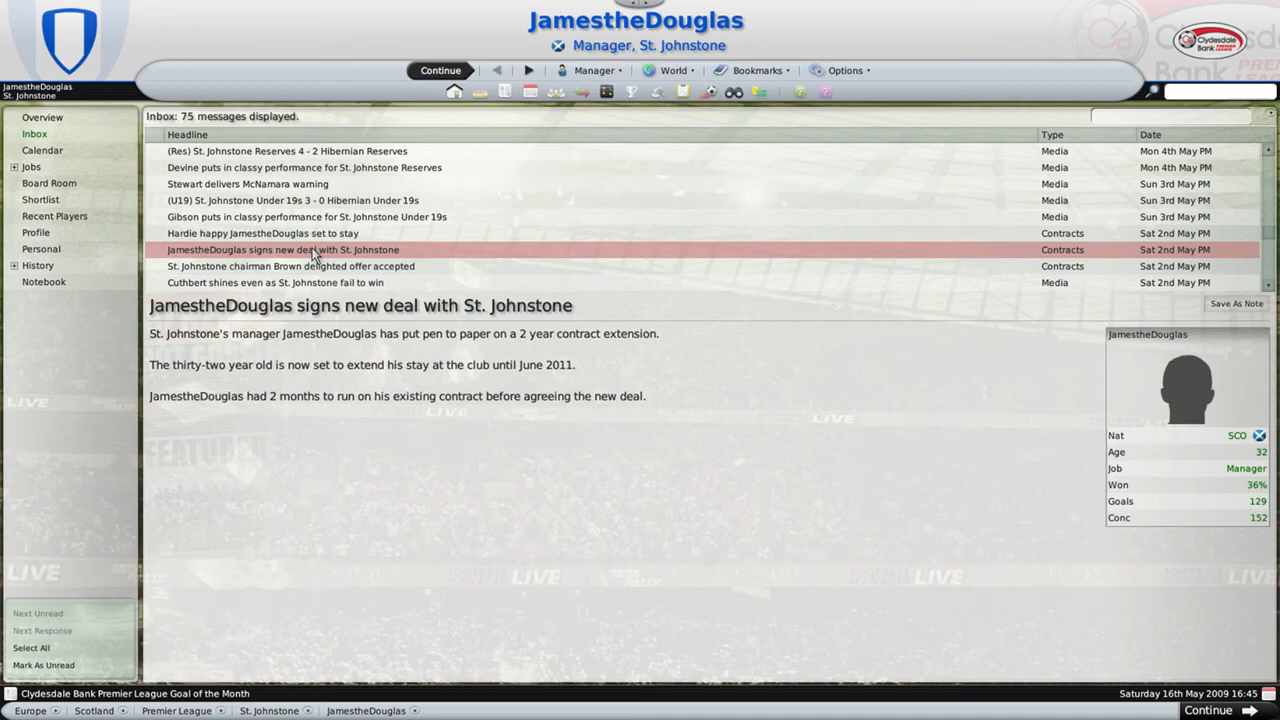 JamestheDouglas
Manager, St. Johnstone
Clydesdale Bank PREMIER LEAGUE
JamestheDouglas
St. Johnstone
Continue
Manager
World
Bookmarks
Options
Overview
Inbox
Calendar
Jobs
Board Room
Shortlist
Recent Players
Profile
Personal
History
Notebook
Inbox: 75 messages displayed.
Headline Type Date
(Res) St. Johnstone Reserves 4 - 2 Hibernian Reserves Media Mon 4th May PM
Devine puts in classy performance for St. Johnstone Reserves Media Mon 4th May PM
Stewart delivers McNamara warning Media Sun 3rd May PM
(U19) St. Johnstone Under 19s 3 - 0 Hibernian Under 19s Media Sun 3rd May PM
Gibson puts in classy performance for St. Johnstone Under 19s Media Sun 3rd May PM
Hardie happy JamestheDouglas set to stay Contracts Sat 2nd May PM
JamestheDouglas signs new deal with St. Johnstone Contracts Sat 2nd May PM
St. Johnstone chairman Brown delighted offer accepted Contracts Sat 2nd May PM
Cuthbert shines even as St. Johnstone fail to win Media Sat 2nd May PM
JamestheDouglas signs new deal with St. Johnstone
Save As Note
St. Johnstone's manager JamestheDouglas has put pen to paper on a 2 year contract extension.
The thirty-two year old is now set to extend his stay at the club until June 2011.
JamestheDouglas had 2 months to run on his existing contract before agreeing the new deal.
JamestheDouglas
Nat SCO
Age 32
Job Manager
Won 36%
Goals 129
Conc 152
LIVE
LIVE
LIVE
LIVE
LIVE
LIVE
Next Unread
Next Response
Select All
Mark As Unread
Clydesdale Bank Premier League Goal of the Month
Saturday 16th May 2009 16:45
Europe
Scotland
Premier League
St. Johnstone
JamestheDouglas
Continue